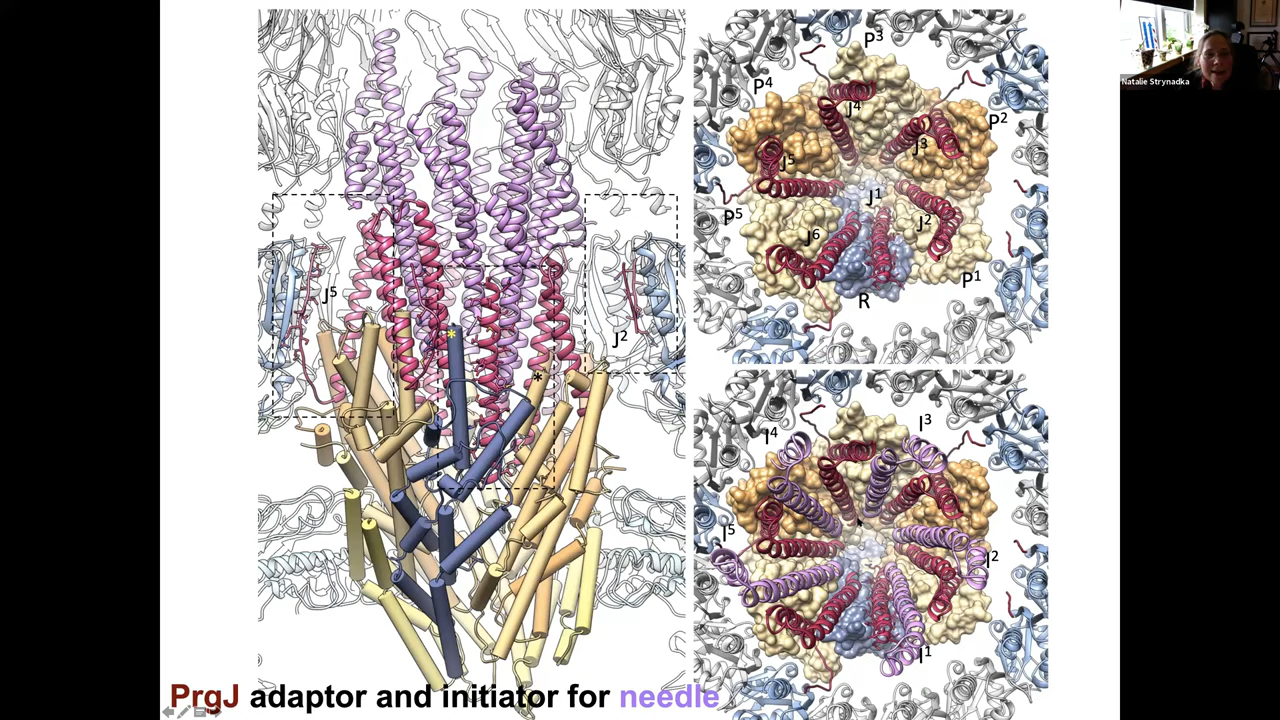 J5
J2
*
*
P3
P4
J4
P2
J3
J5
J1
P5
J2
J6
P1
R
I3
I4
I5
I2
I1
PrgJ adaptor and initiator for needle
Natalie Strynadka